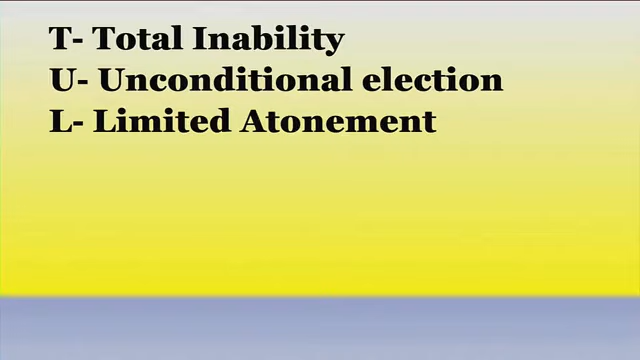 T- Total Inability
U- Unconditional election
L- Limited Atonement